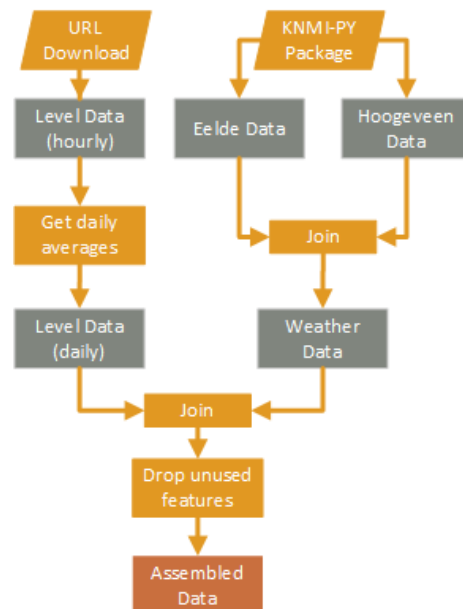 URL
Download
KNMI-PY
Package
Level Data
(hourly)
Eelde Data
Hoogeveen
Data
Get daily
averages
Join
Level Data
(daily)
Weather
Data
Join
Drop unused
features
Assembled
Data